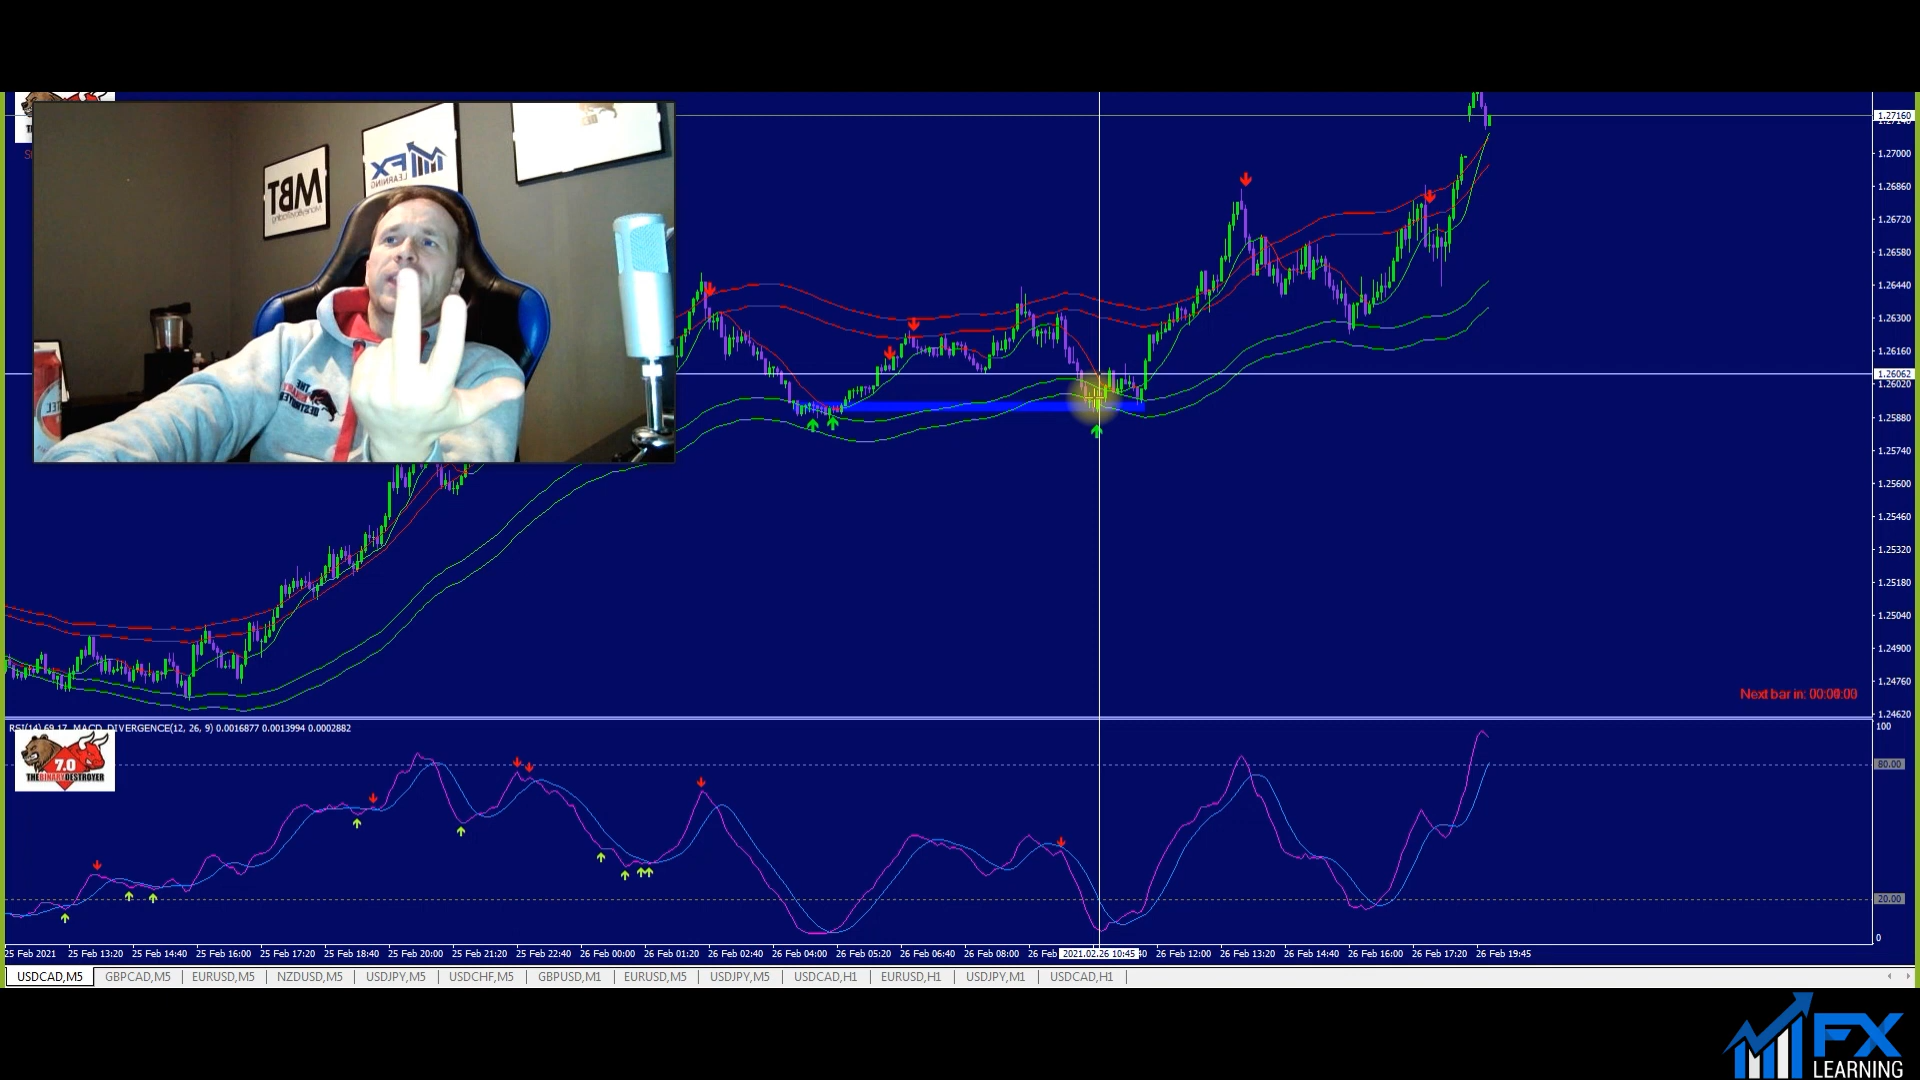 MBT
FX
LEARNING
1.27160
1.27000
1.26860
1.26720
1.26580
1.26440
1.26300
1.26160
1.26062
1.26020
1.25880
1.25740
1.25600
1.25460
1.25320
1.25180
1.25040
1.24900
1.24760
1.24620
Next bar in: 00:00:00
RSI(14) 69.17 MACD_DIVERGENCE(12, 26, 9) 0.0016877 0.0013994 0.0002882
7.0
THEBINARYDESTROYER
100
80.00
20.00
0
25 Feb 2021 25 Feb 13:20 25 Feb 14:40 25 Feb 16:00 25 Feb 17:20 25 Feb 18:40 25 Feb 20:00 25 Feb 21:20 25 Feb 22:40 26 Feb 00:00 26 Feb 01:20 26 Feb 02:40 26 Feb 04:00 26 Feb 05:20 26 Feb 06:40 26 Feb 08:00 26 Feb 2021.02.26 10:45 40 26 Feb 12:00 26 Feb 13:20 26 Feb 14:40 26 Feb 16:00 26 Feb 17:20 26 Feb 19:45
USDCAD,M5 GBPCAD,M5 EURUSD,M5 NZDUSD,M5 USDJPY,M5 USDCHF,M5 GBPUSD,M1 EURUSD,M5 USDJPY,M5 USDCAD,H1 EURUSD,H1 USDJPY,M1 USDCAD,H1
FX
LEARNING